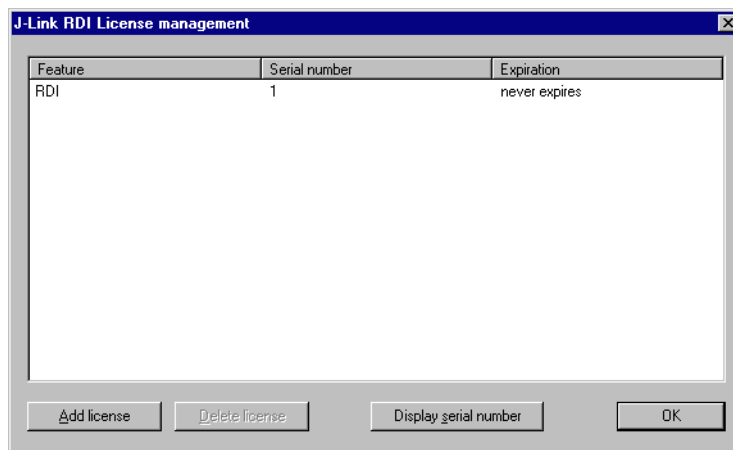 J-Link RDI License management
Feature Serial number Expiration
RDI 1 never expires
Add license Delete license Display serial number OK